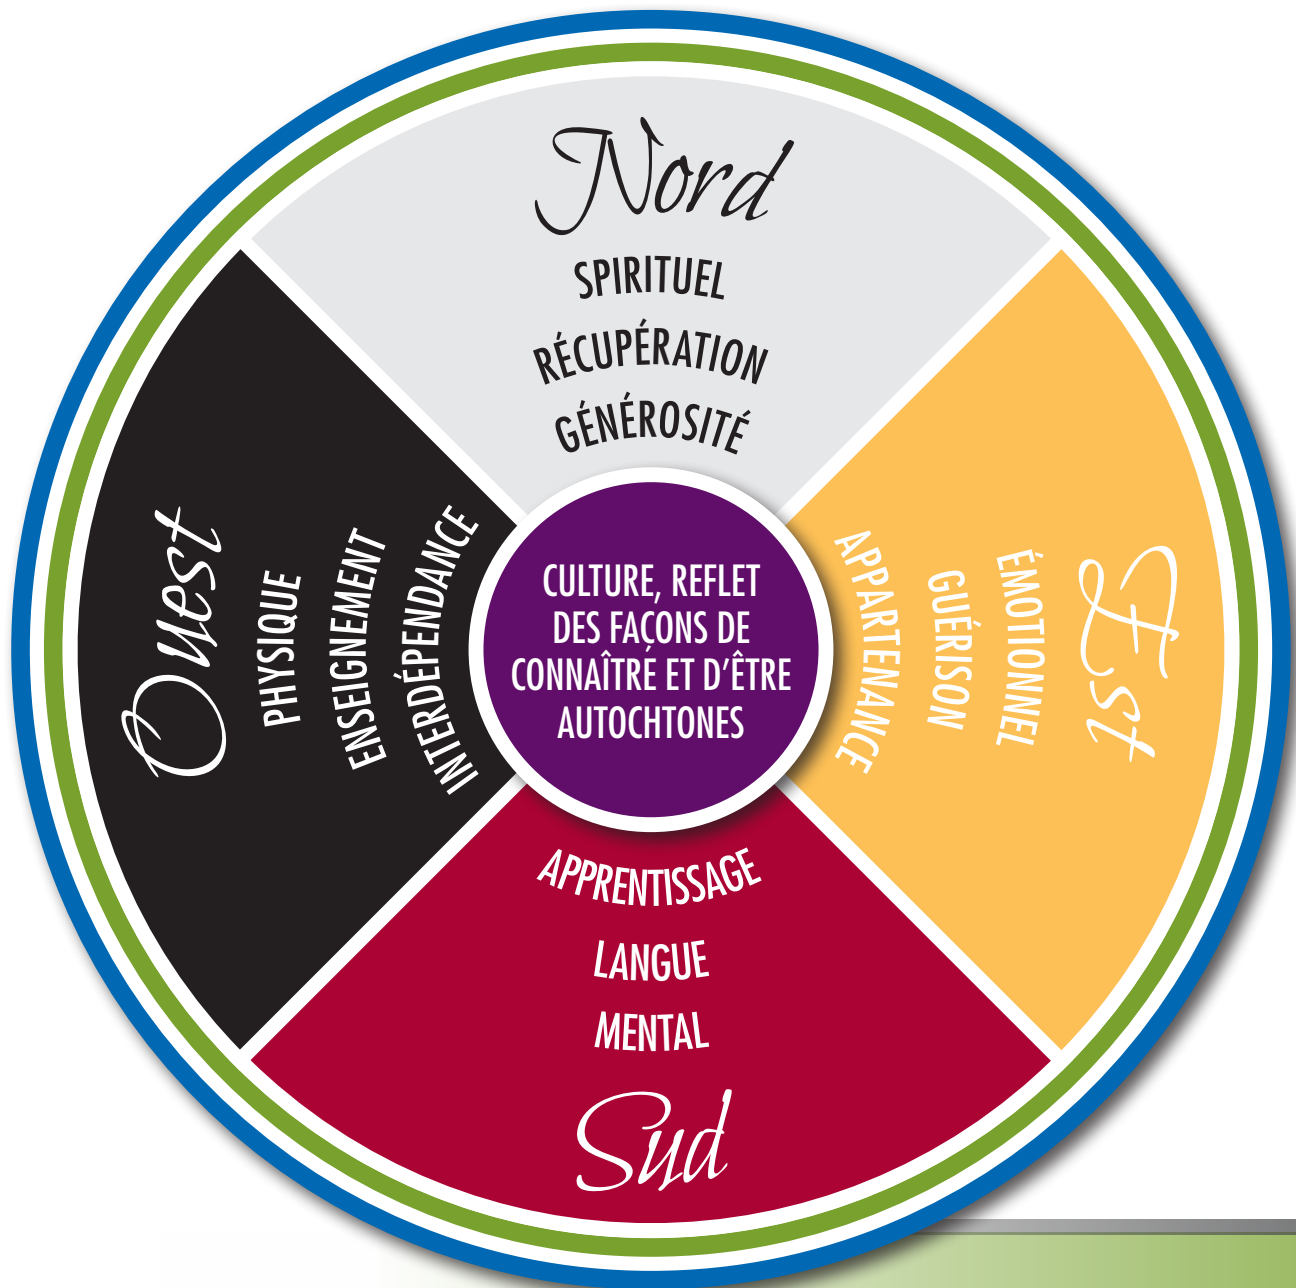 Nord
SPIRITUEL
RÉCUPÉRATION
GÉNÉROSITÉ
Ouest
PHYSIQUE
ENSEIGNEMENT
INTERDÉPENDANCE
CULTURE, REFLET
DES FAÇONS DE
CONNAÎTRE ET D’ÊTRE
AUTOCHTONES
Est
ÉMOTIONNEL
GUÉRISON
APPARTENANCE
APPRENTISSAGE
LANGUE
MENTAL
Sud